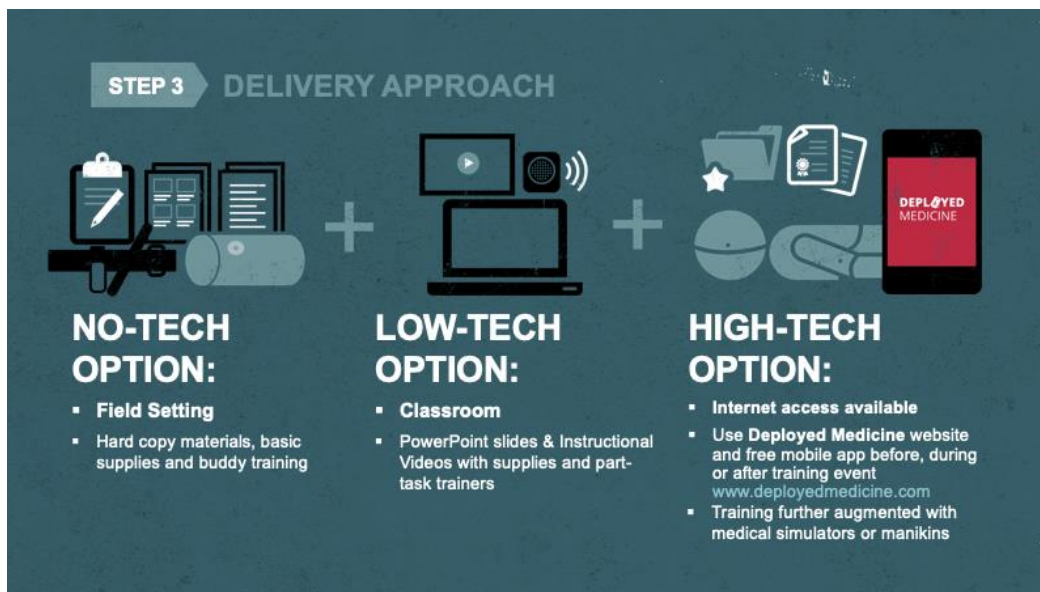 STEP 3
DELIVERY APPROACH
DEPLOYED
MEDICINE
NO-TECH
OPTION:
▪ Field Setting
▪ Hard copy materials, basic
supplies and buddy training
LOW-TECH
OPTION:
▪ Classroom
▪ PowerPoint slides & Instructional
Videos with supplies and part-
task trainers
HIGH-TECH
OPTION:
▪ Internet access available
▪ Use Deployed Medicine website
and free mobile app before, during
or after training event
www.deployedmedicine.com
▪ Training further augmented with
medical simulators or manikins